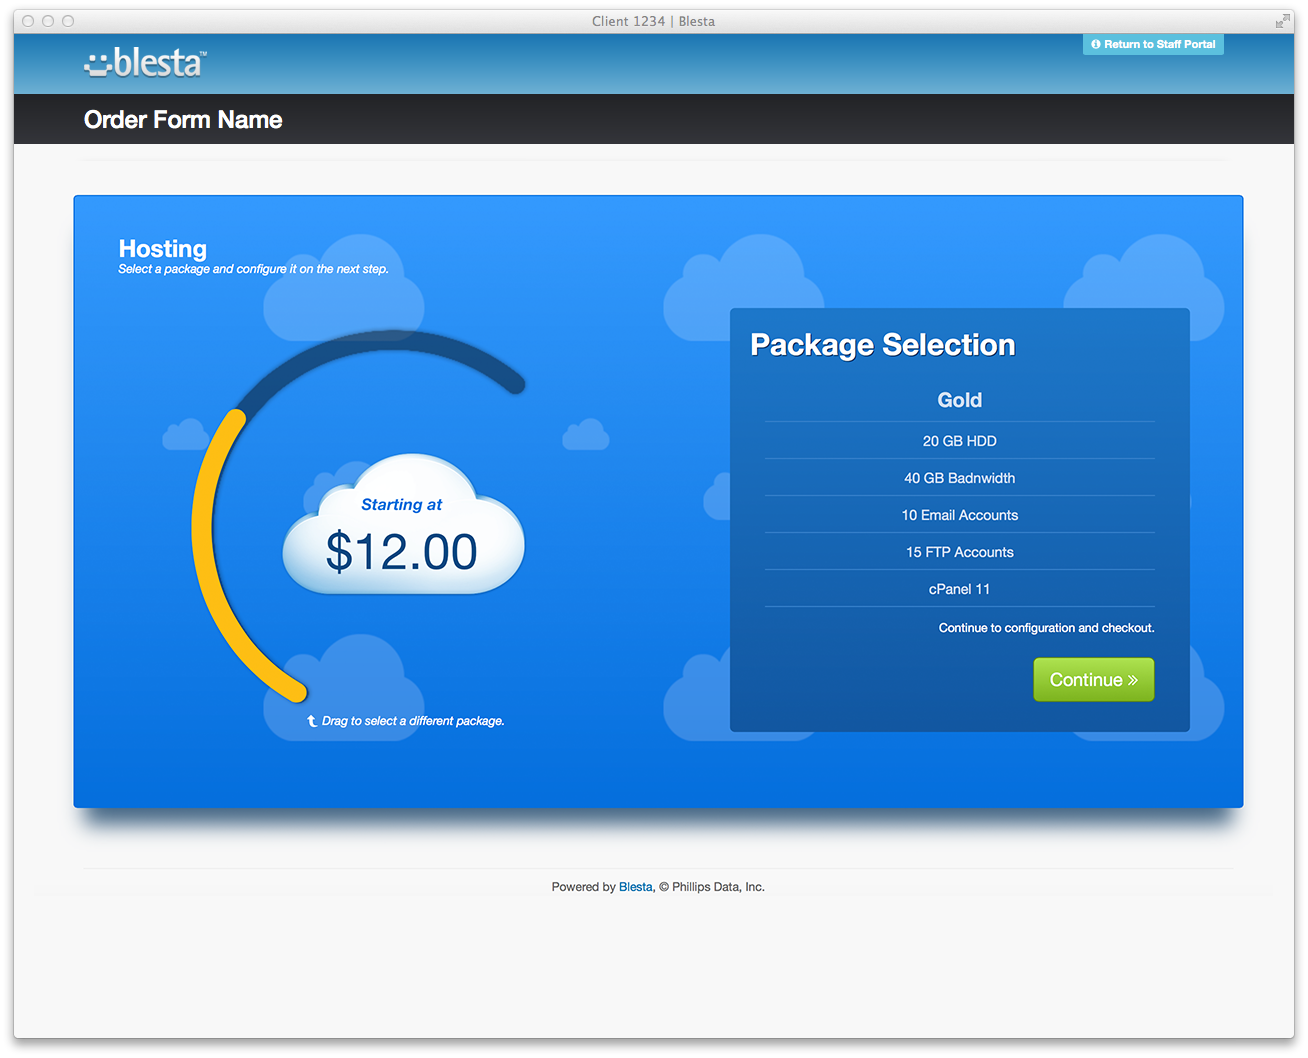 Client 1234 | Blesta
blesta™
Return to Staff Portal
Order Form Name
Hosting
Select a package and configure it on the next step.
Starting at
$12.00
Drag to select a different package.
Package Selection
Gold
20 GB HDD
40 GB Badnwidth
10 Email Accounts
15 FTP Accounts
cPanel 11
Continue to configuration and checkout.
Continue »
Powered by Blesta, © Phillips Data, Inc.